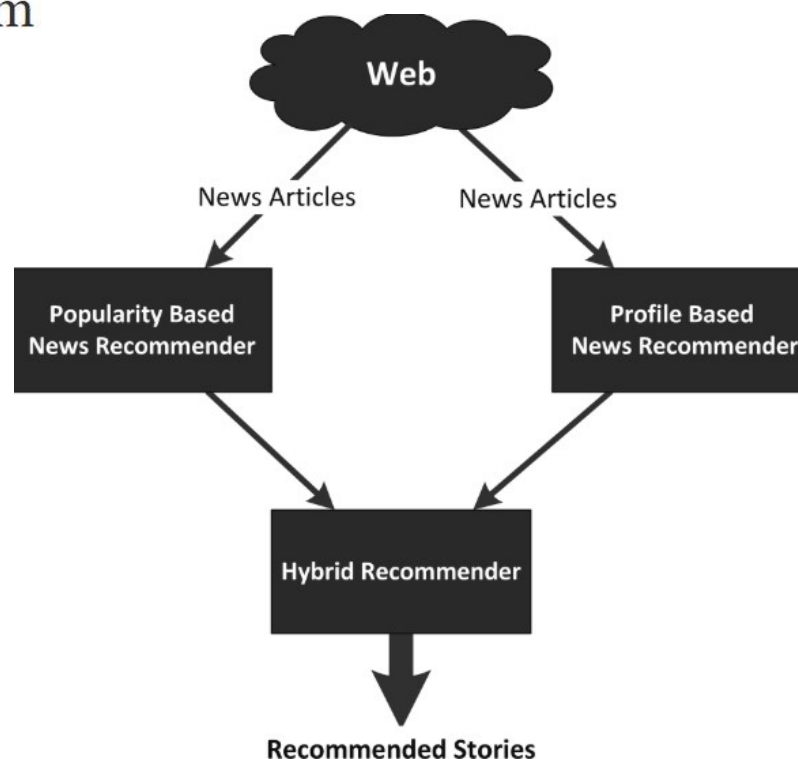 m
Web
News Articles
News Articles
Popularity Based
News Recommender
Profile Based
News Recommender
Hybrid Recommender
Recommended Stories